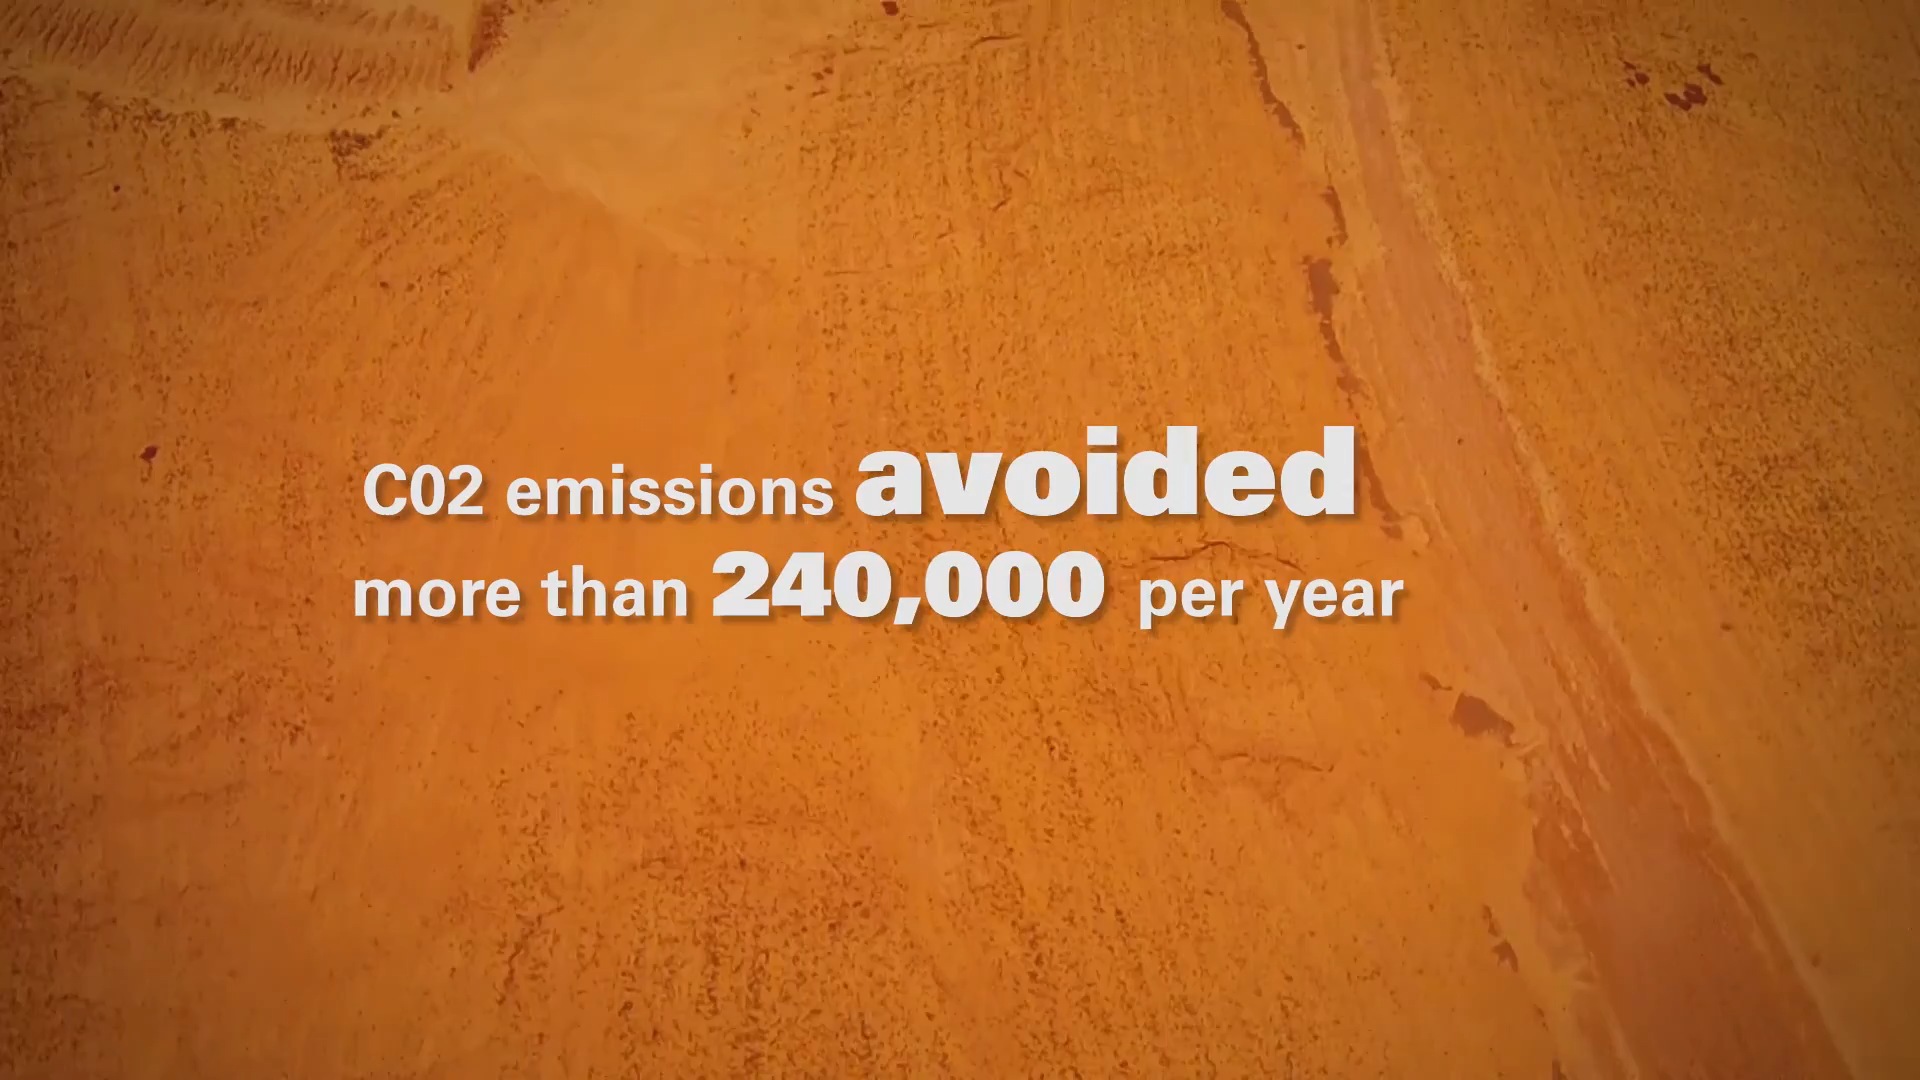 C02 emissions avoided
more than 240,000 per year